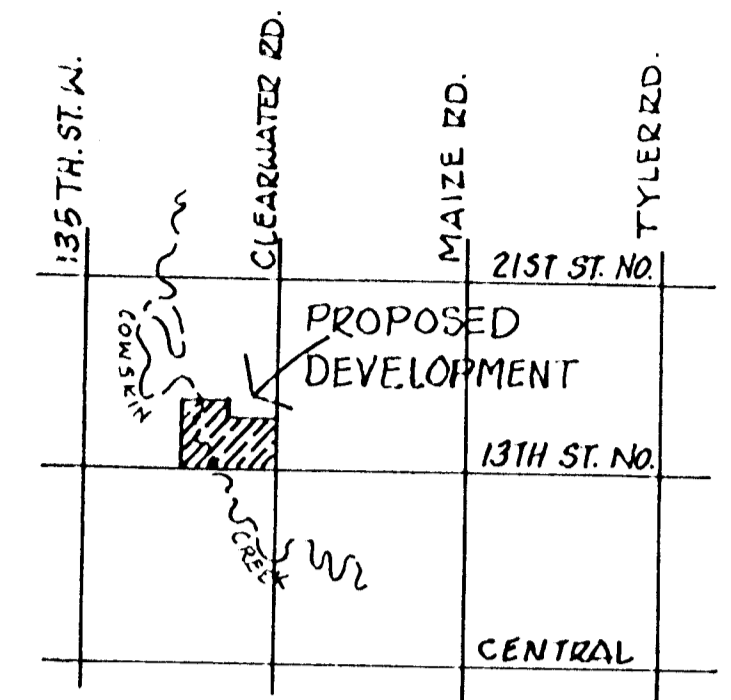 135TH. ST. W.
CLEARWATER RD.
MAIZE RD.
TYLER RD.
21ST ST. NO.
PROPOSED
DEVELOPMENT
COWSKIN
13TH ST. NO.
CREEK
CENTRAL